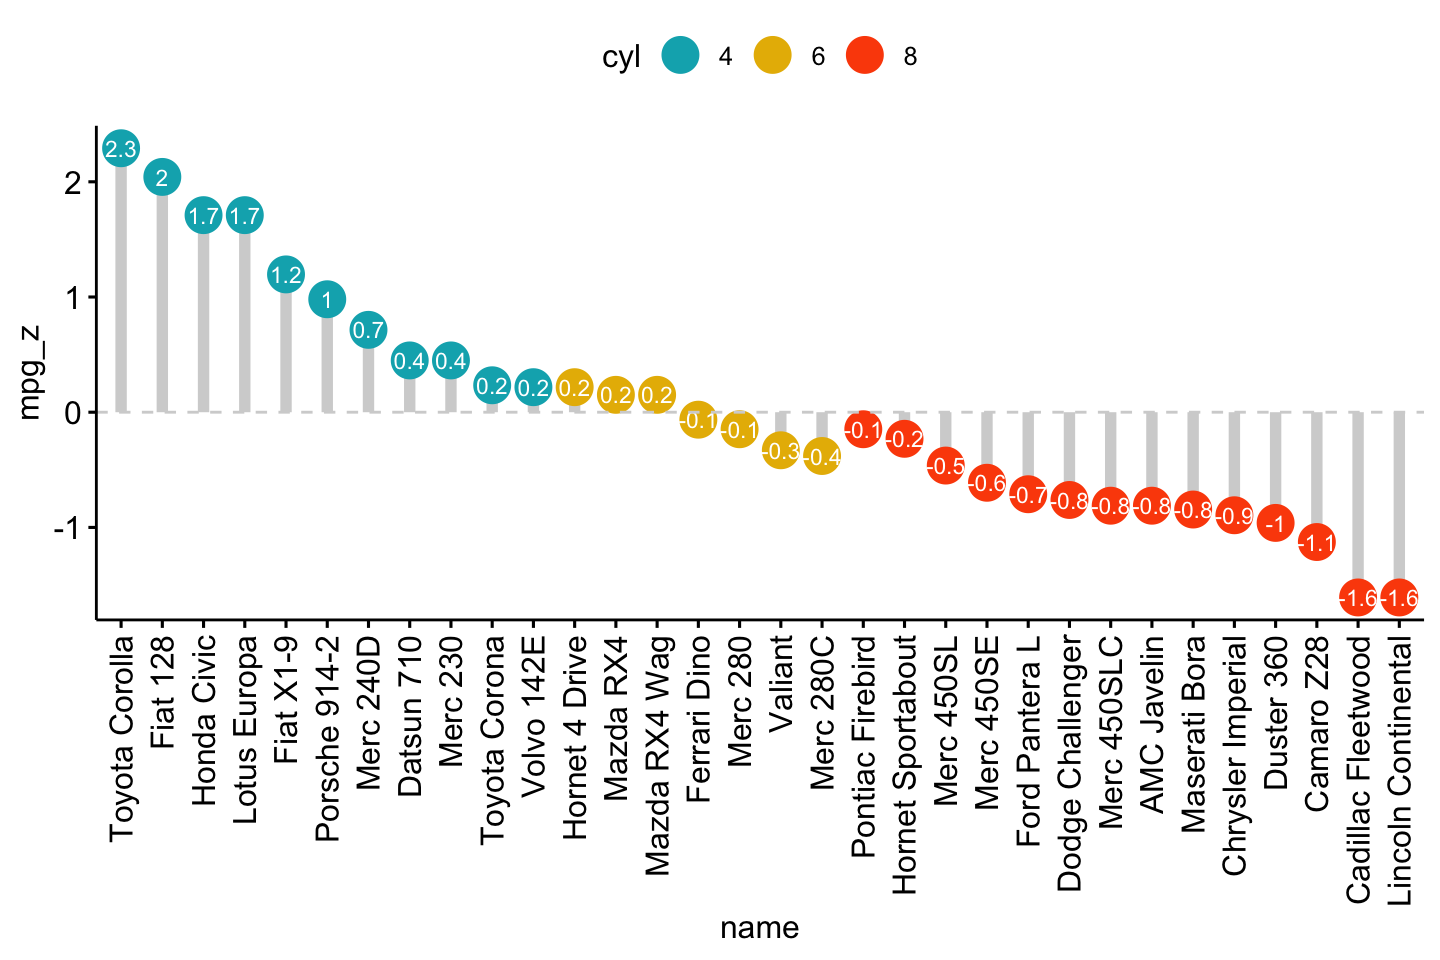 cyl 4 6 8
2.3
2
1.7 1.7
1.2
1
0.7
0.4 0.4
0.2 0.2 0.2 0.2 0.2
-0.1 -0.1 -0.3 -0.4 -0.1 -0.2
-0.5 -0.6 -0.7 -0.8 -0.8 -0.8 -0.8 -0.9 -1 -1.1
-1.6 -1.6
2
1
0
-1
mpg_z
Toyota Corolla
Fiat 128
Honda Civic
Lotus Europa
Fiat X1-9
Porsche 914-2
Merc 240D
Datsun 710
Merc 230
Toyota Corona
Volvo 142E
Hornet 4 Drive
Mazda RX4
Mazda RX4 Wag
Ferrari Dino
Merc 280
Valiant
Merc 280C
Pontiac Firebird
Hornet Sportabout
Merc 450SL
Merc 450SE
Ford Pantera L
Dodge Challenger
Merc 450SLC
AMC Javelin
Maserati Bora
Chrysler Imperial
Duster 360
Camaro Z28
Cadillac Fleetwood
Lincoln Continental
name